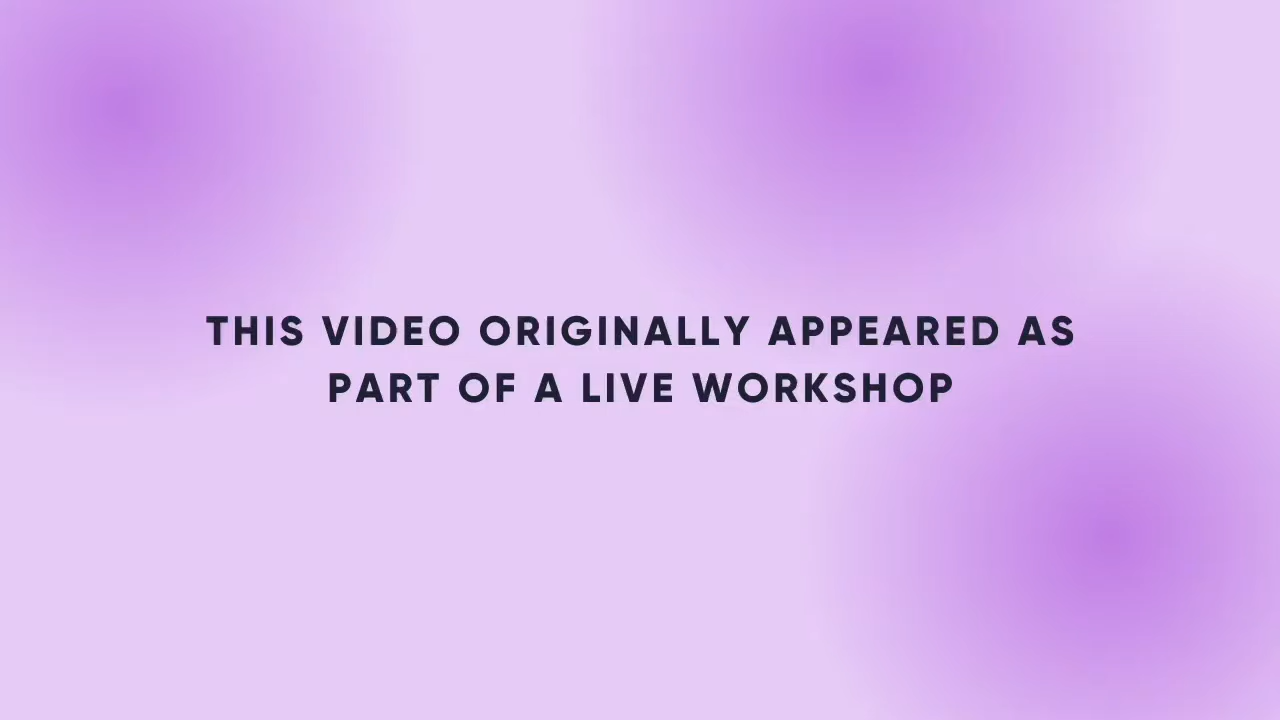 THIS VIDEO ORIGINALLY APPEARED AS
PART OF A LIVE WORKSHOP